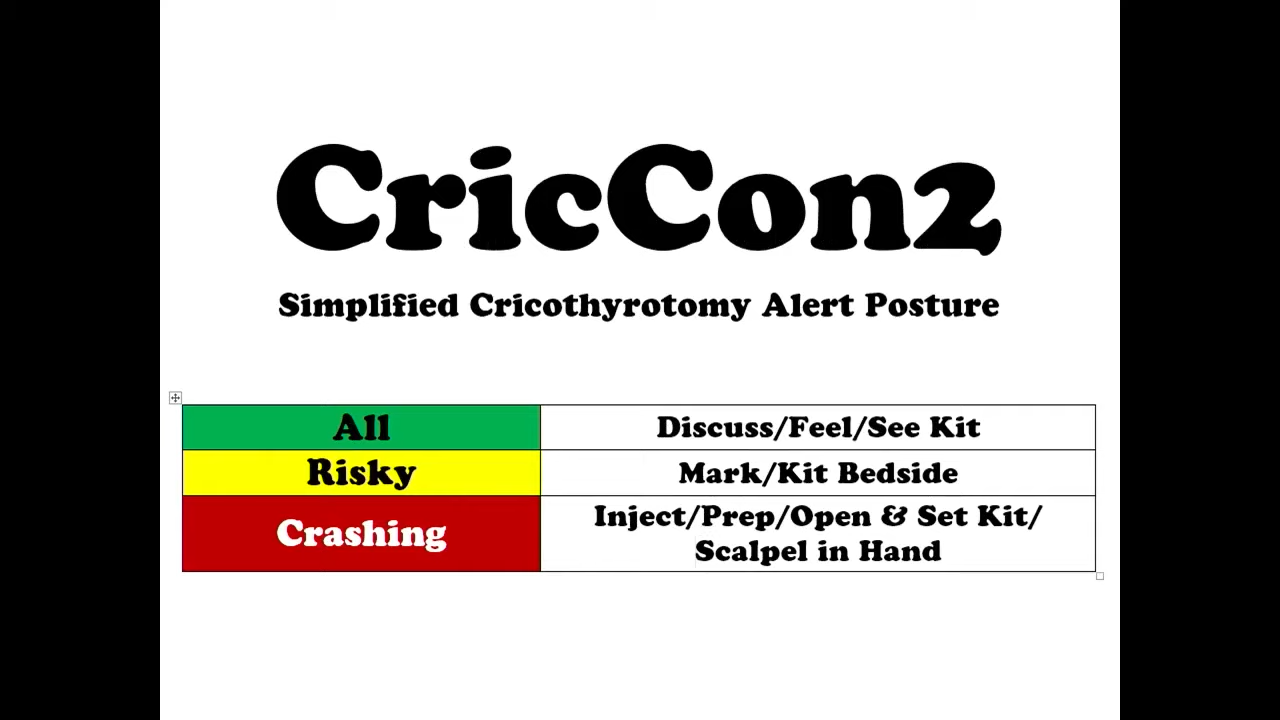 CricCon2
Simplified Cricothyrotomy Alert Posture
All
Discuss/Feel/See Kit
Risky
Mark/Kit Bedside
Crashing
Inject/Prep/Open & Set Kit/
Scalpel in Hand